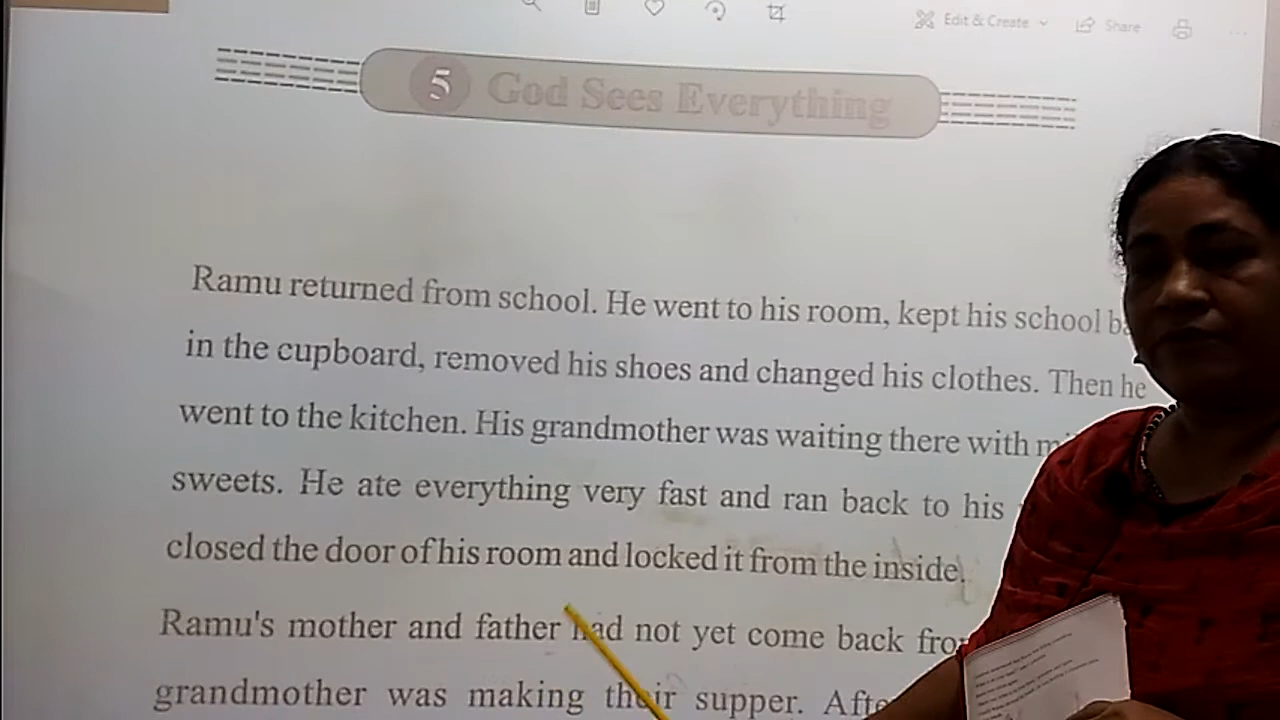 Edit & Create
Share
5 God Sees Everything
Ramu returned from school. He went to his room, kept his school
in the cupboard, removed his shoes and changed his clothes. Then he
went to the kitchen. His grandmother was waiting there with
sweets. He ate everything very fast and ran back to his
closed the door of his room and locked it from the inside.
Ramu's mother and father had not yet come back
grandmother was making their supper.